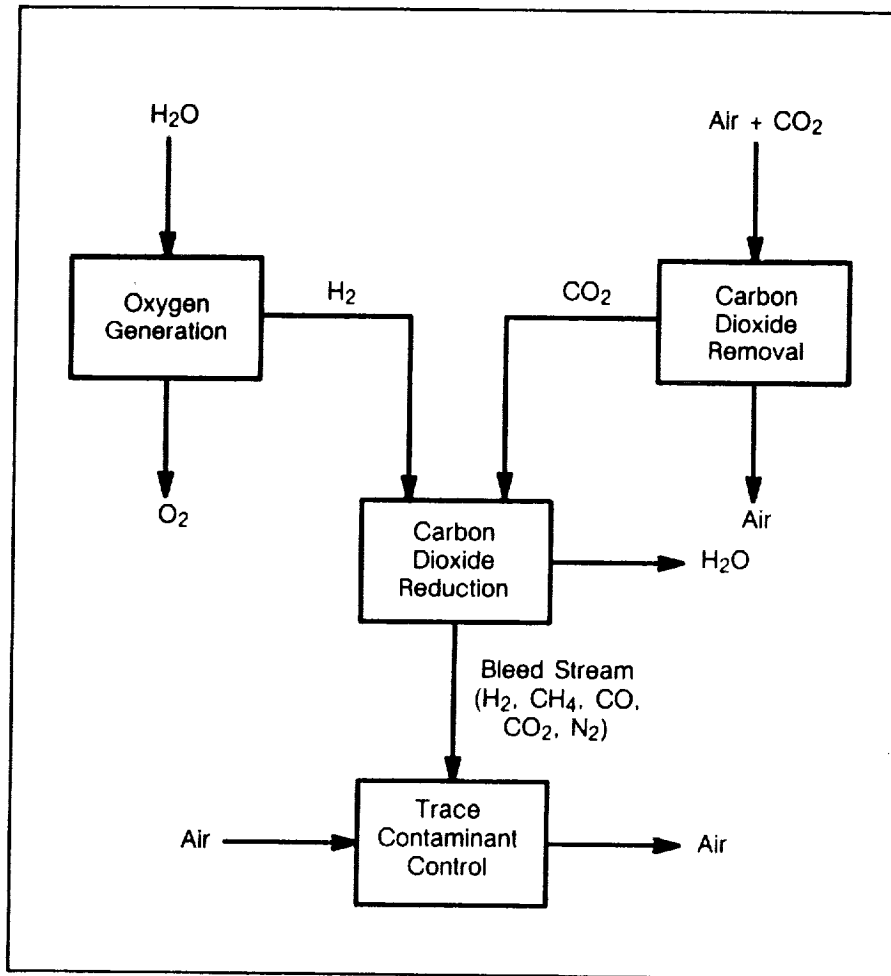 H₂O
Air + CO₂
Oxygen
Generation
H₂
CO₂
Carbon
Dioxide
Removal
O₂
Air
Carbon
Dioxide
Reduction
H₂O
Bleed Stream
(H₂, CH₄, CO,
CO₂, N₂)
Air
Trace
Contaminant
Control
Air